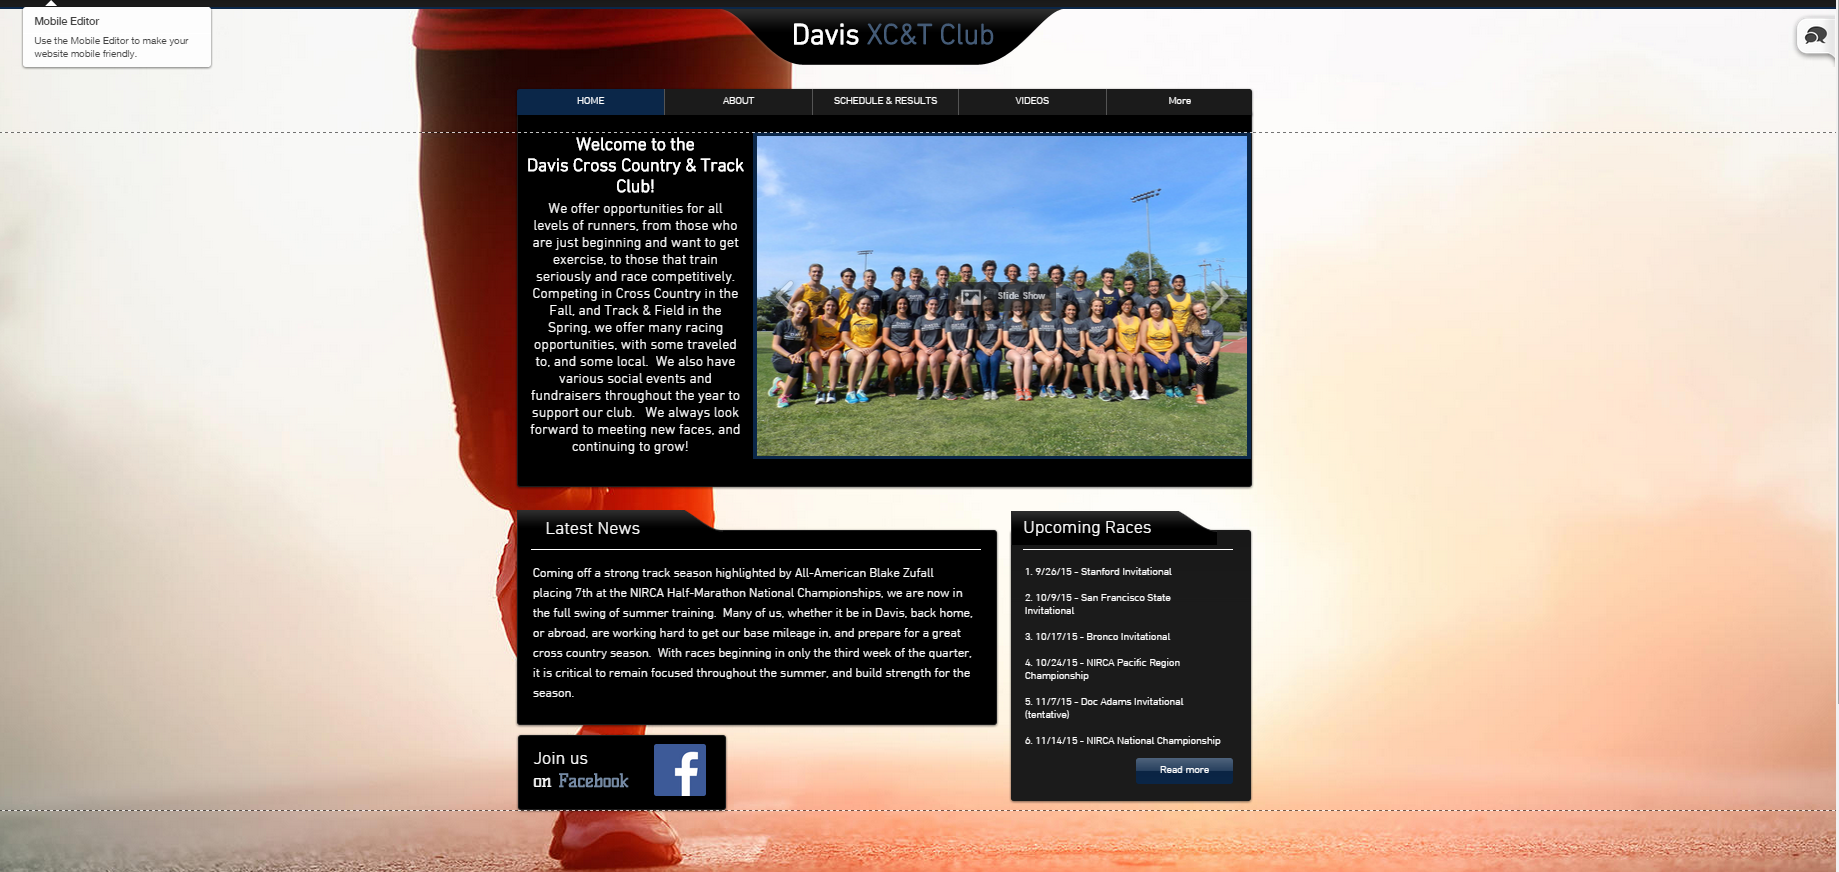 Mobile Editor
Use the Mobile Editor to make your
website mobile friendly.
Davis XC&T Club
HOME
ABOUT
SCHEDULE & RESULTS
VIDEOS
More
Welcome to the
Davis Cross Country & Track
Club!
We offer opportunities for all
levels of runners, from those who
are just beginning and want to get
exercise, to those that train
seriously and race competitively.
Competing in Cross Country in the
Fall, and Track & Field in the
Spring, we offer many racing
opportunities, with some traveled
to, and some local.  We also have
various social events and
fundraisers throughout the year to
support our club.   We always look
forward to meeting new faces, and
continuing to grow!
Slide Show
Latest News
Coming off a strong track season highlighted by All-American Blake Zufall
placing 7th at the NIRCA Half-Marathon National Championships, we are now in
the full swing of summer training.  Many of us, whether it be in Davis, back home,
or abroad, are working hard to get our base mileage in, and prepare for a great
cross country season.  With races beginning in only the third week of the quarter,
it is critical to remain focused throughout the summer, and build strength for the
season.
Upcoming Races
1. 9/26/15 - Stanford Invitational
2. 10/9/15 - San Francisco State
Invitational
3. 10/17/15 - Bronco Invitational
4. 10/24/15 - NIRCA Pacific Region
Championship
5. 11/7/15 - Doc Adams Invitational
(tentative)
6. 11/14/15 - NIRCA National Championship
Read more
Join us
on Facebook
f